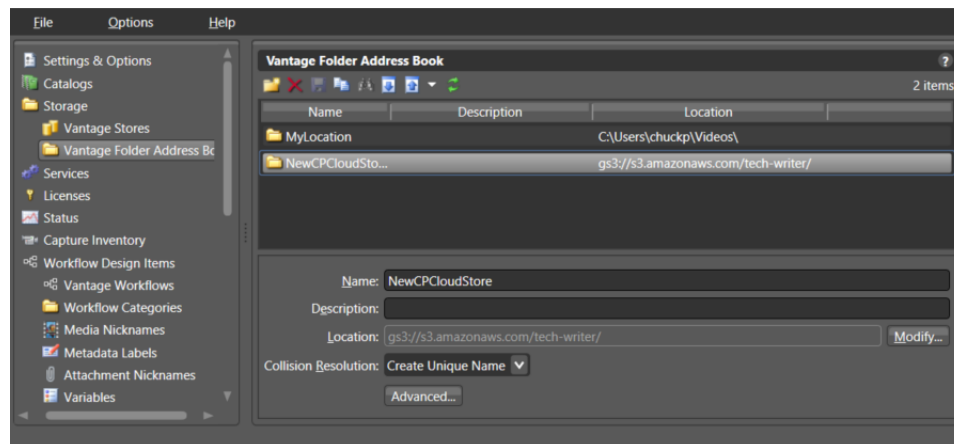 File Options Help
Settings & Options
Catalogs
Storage
Vantage Stores
Vantage Folder Address Bc
Services
Licenses
Status
Capture Inventory
Workflow Design Items
Vantage Workflows
Workflow Categories
Media Nicknames
Metadata Labels
Attachment Nicknames
Variables
Vantage Folder Address Book ?
2 items
Name Description Location
MyLocation C:\Users\chuckp\Videos\
NewCPCloudSto... gs3://s3.amazonaws.com/tech-writer/
Name: NewCPCloudStore
Description:
Location: gs3://s3.amazonaws.com/tech-writer/ Modify...
Collision Resolution: Create Unique Name
Advanced...